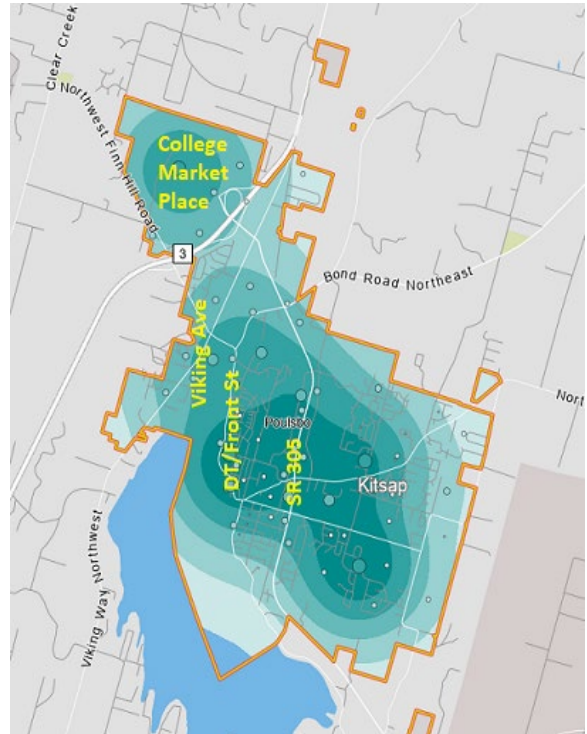 Clear Creek
Northwest Finn Hill Road
College
Market
Place
3
Bond Road Northeast
Viking Ave
DT/Front St
Poulsbo
SR 305
Kitsap
Nort
Viking Way Northwest